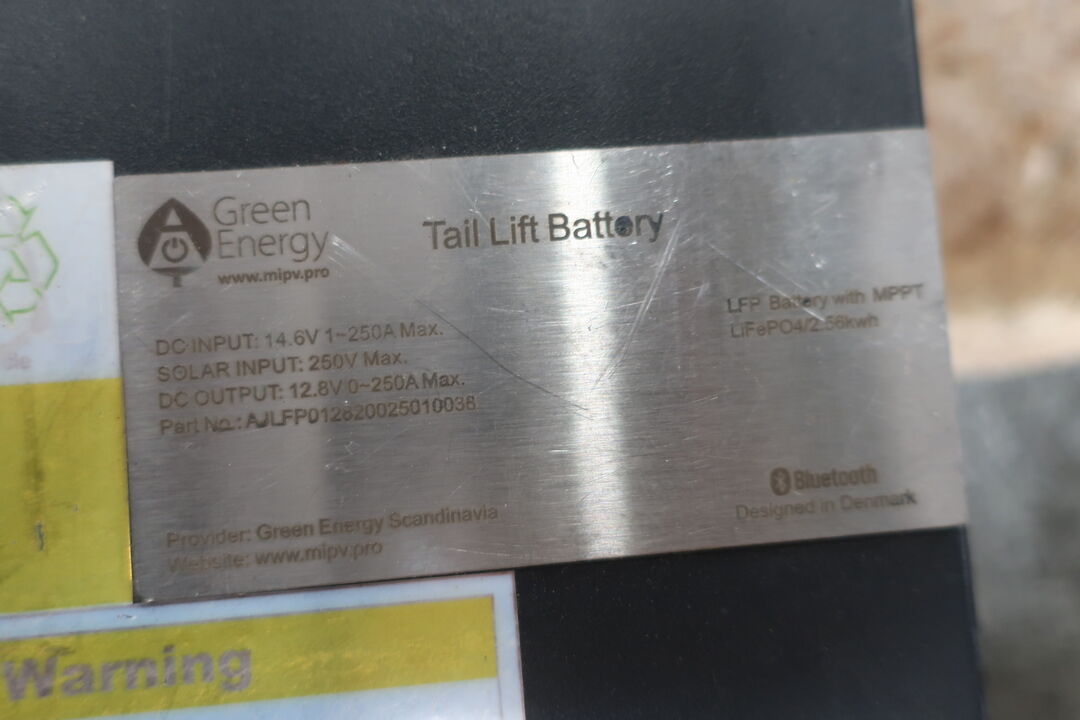 Green
Energy
www.mipv.pro
Tail Lift Battery
LFP Battery with MPPT
LiFePO4/2.56kwh
DC INPUT: 14.6V 1~250A Max.
SOLAR INPUT: 250V Max.
DC OUTPUT: 12.8V 0~250A Max.
Part No.: AJLFP012820025010038
Bluetooth
Designed in Denmark
Provider: Green Energy Scandinavia
Website: www.mipv.pro
Warning